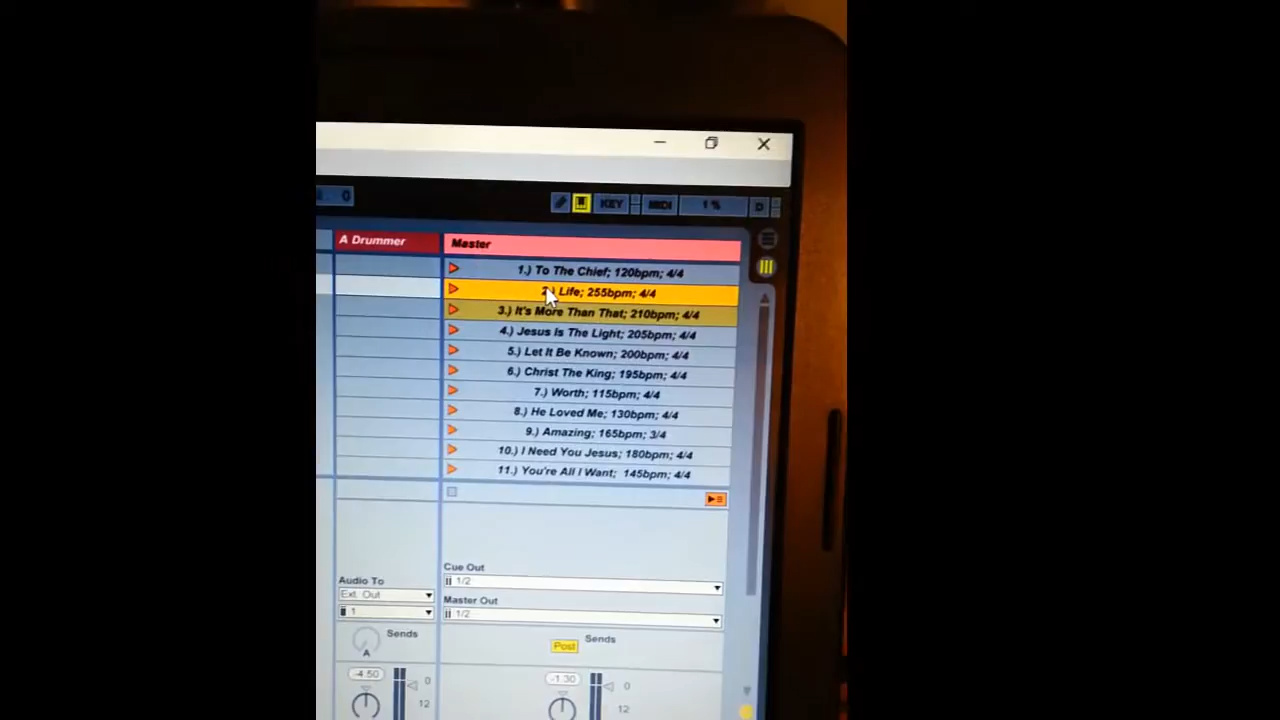 0
KEY
MIDI
1 %
D
A Drummer
Master
1.) To The Chief; 120bpm; 4/4
2.) Life; 255bpm; 4/4
3.) It's More Than That; 210bpm; 4/4
4.) Jesus Is The Light; 205bpm; 4/4
5.) Let It Be Known; 200bpm; 4/4
6.) Christ The King; 195bpm; 4/4
7.) Worth; 115bpm; 4/4
8.) He Loved Me; 130bpm; 4/4
9.) Amazing; 165bpm; 3/4
10.) I Need You Jesus; 180bpm; 4/4
11.) You're All I Want;  145bpm; 4/4
Cue Out
1/2
Audio To
Ext. Out
Master Out
1
1/2
Sends
Post
Sends
A
-4.50
0
-1.30
0
12
12